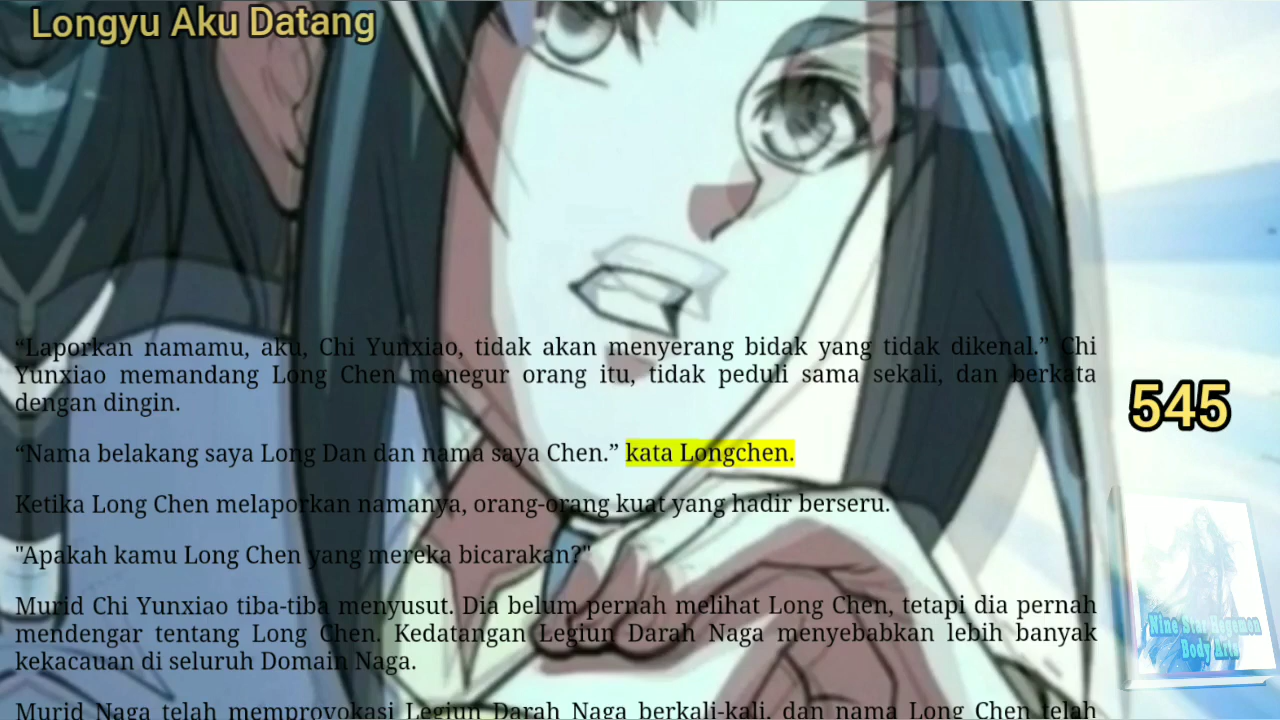 Longyu Aku Datang
“Laporkan namamu, aku, Chi Yunxiao, tidak akan menyerang bidak yang tidak dikenal.” Chi
Yunxiao memandang Long Chen menegur orang itu, tidak peduli sama sekali, dan berkata
dengan dingin.
545
“Nama belakang saya Long Dan dan nama saya Chen.” kata Longchen.
Ketika Long Chen melaporkan namanya, orang-orang kuat yang hadir berseru.
"Apakah kamu Long Chen yang mereka bicarakan?"
Murid Chi Yunxiao tiba-tiba menyusut. Dia belum pernah melihat Long Chen, tetapi dia pernah
mendengar tentang Long Chen. Kedatangan Legiun Darah Naga menyebabkan lebih banyak
kekacauan di seluruh Domain Naga.
Nine Star Hegemon
Body Arts
Murid Naga telah memprovokasi Legiun Darah Naga berkali-kali, dan nama Long Chen telah